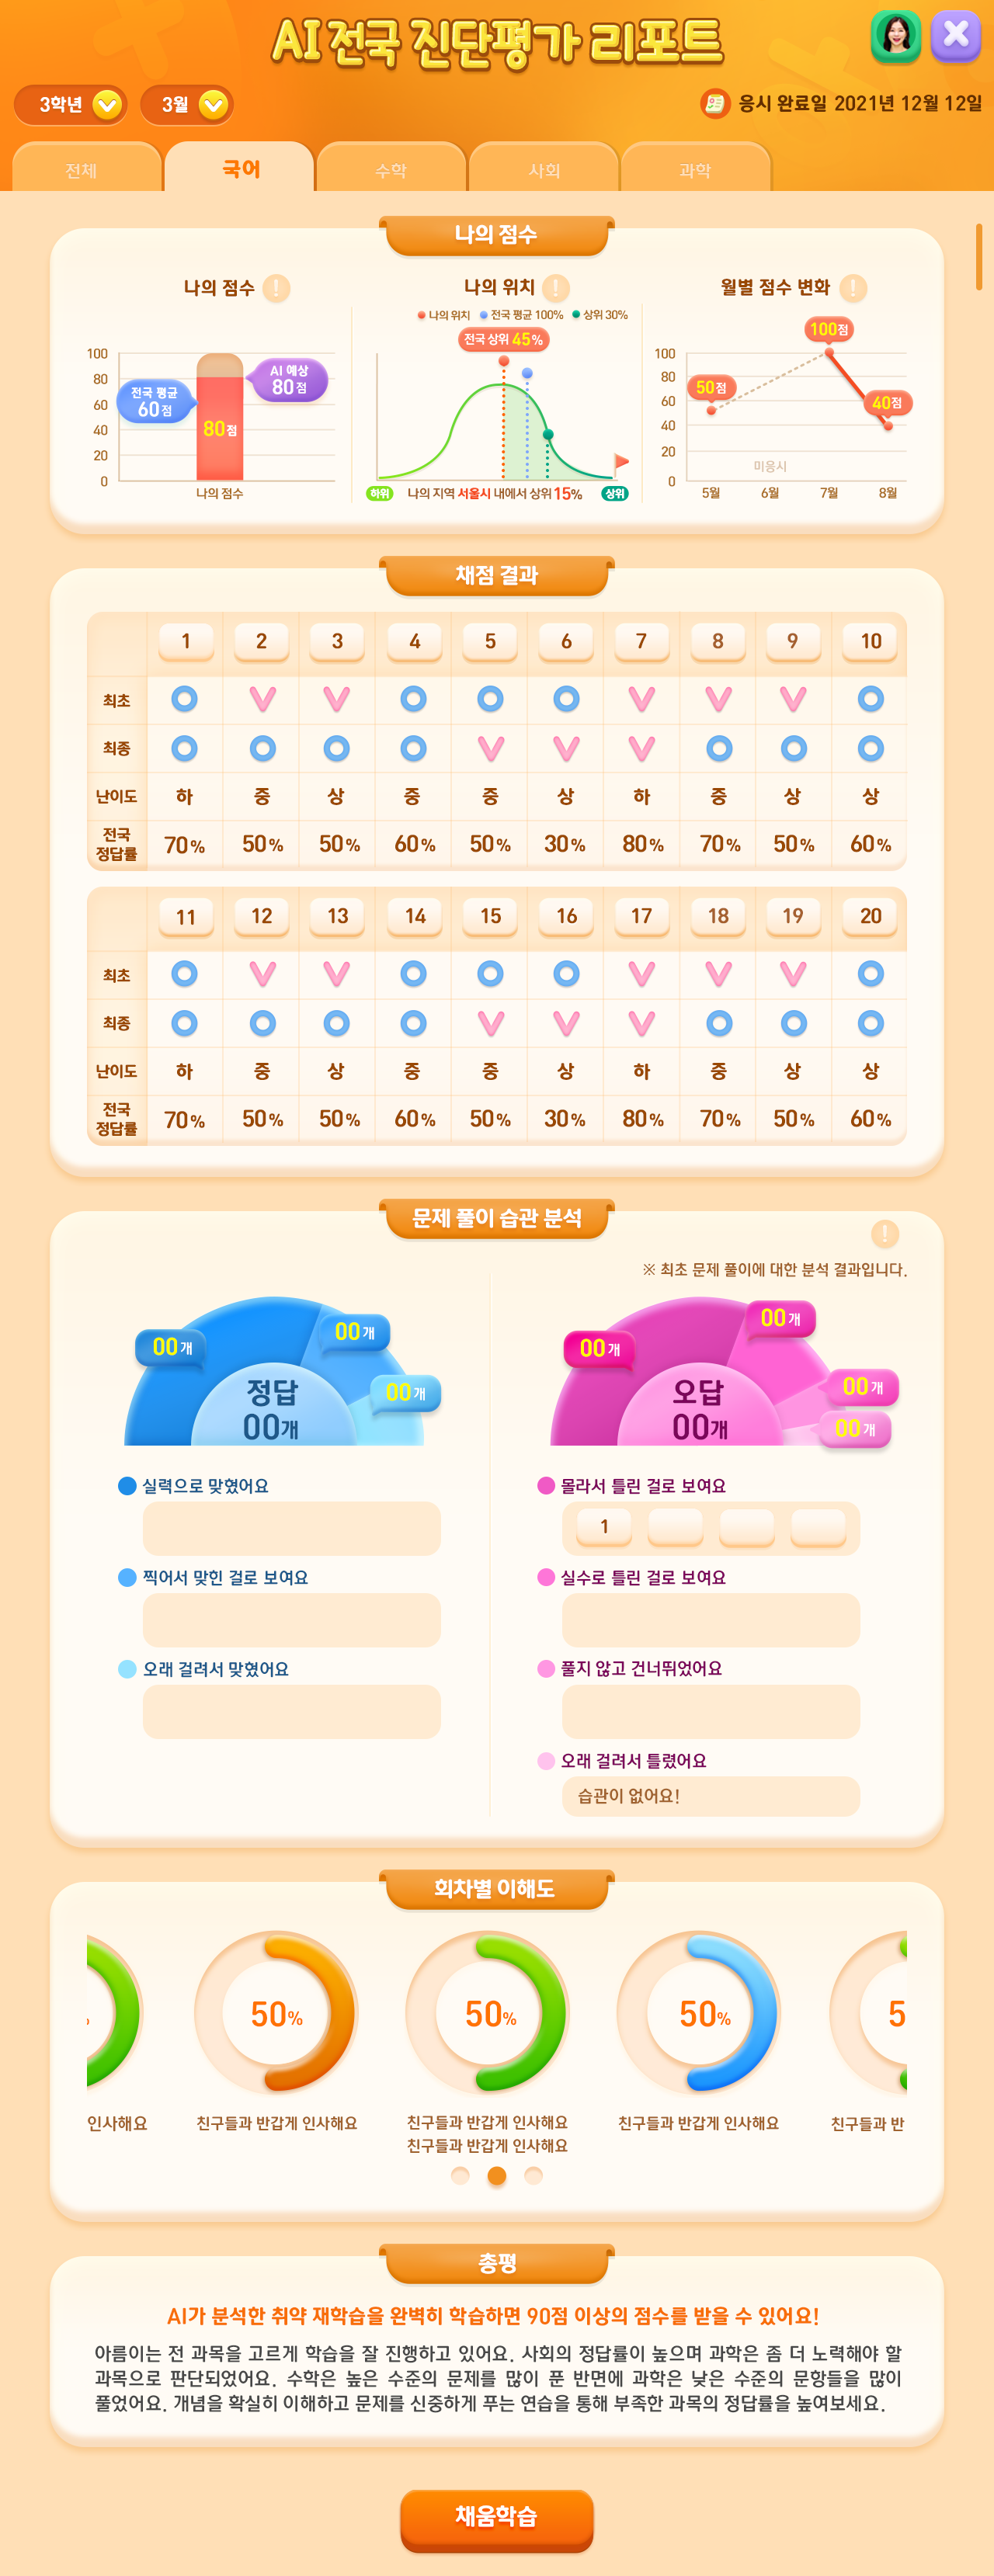 AI 전국 진단평가 리포트
3학년
3월
응시 완료일 2021년 12월 12일
전체
국어
수학
사회
과학
나의 점수
나의 점수 !
100
80
60
40
20
0
전국 평균
60점
AI 예상
80점
80점
나의 점수
나의 위치 !
나의 위치 전국 평균 100% 상위 30%
전국 상위 45%
하위
나의 지역 서울시 내에서 상위 15%
상위
월별 점수 변화 !
100
80
60
40
20
0
50점
100점
40점
미응시
5월 6월 7월 8월
채점 결과
1 2 3 4 5 6 7 8 9 10
최초 O V V O O O V V V O
최종 O O O O V V V O O O
난이도 하 중 상 중 중 상 하 중 상 상
전국
정답률 70% 50% 50% 60% 50% 30% 80% 70% 50% 60%
11 12 13 14 15 16 17 18 19 20
최초 O V V O O O V V V O
최종 O O O O V V V O O O
난이도 하 중 상 중 중 상 하 중 상 상
전국
정답률 70% 50% 50% 60% 50% 30% 80% 70% 50% 60%
문제 풀이 습관 분석
!
※ 최초 문제 풀이에 대한 분석 결과입니다.
00개
00개
00개
정답
00개
실력으로 맞혔어요
찍어서 맞힌 걸로 보여요
오래 걸려서 맞혔어요
00개
00개
00개
00개
오답
00개
몰라서 틀린 걸로 보여요
1
실수로 틀린 걸로 보여요
풀지 않고 건너뛰었어요
오래 걸려서 틀렸어요
습관이 없어요!
회차별 이해도
50% 50% 50% 5
인사해요
친구들과 반갑게 인사해요
친구들과 반갑게 인사해요
친구들과 반갑게 인사해요
친구들과 반갑게 인사해요
친구들과 반
총평
AI가 분석한 취약 재학습을 완벽히 학습하면 90점 이상의 점수를 받을 수 있어요!
아름이는 전 과목을 고르게 학습을 잘 진행하고 있어요. 사회의 정답률이 높으며 과학은 좀 더 노력해야 할
과목으로 판단되었어요. 수학은 높은 수준의 문제를 많이 푼 반면에 과학은 낮은 수준의 문항들을 많이
풀었어요. 개념을 확실히 이해하고 문제를 신중하게 푸는 연습을 통해 부족한 과목의 정답률을 높여보세요.
채움학습